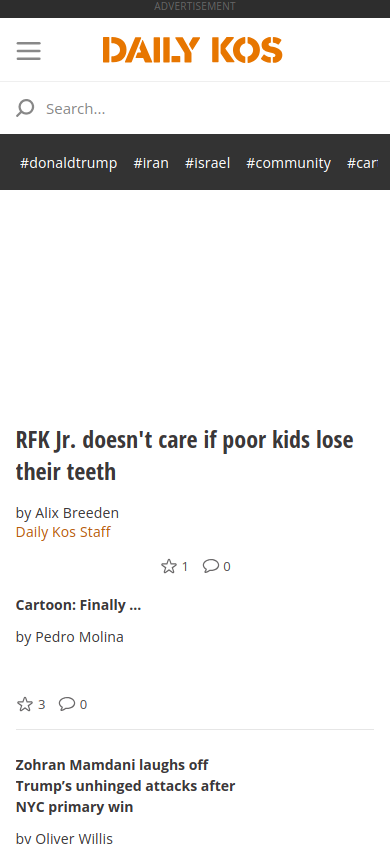 ADVERTISEMENT
DAILY KOS
Search...
#donaldtrump #iran #israel #community #car
RFK Jr. doesn't care if poor kids lose
their teeth
by Alix Breeden
Daily Kos Staff
1 0
Cartoon: Finally ...
by Pedro Molina
3 0
Zohran Mamdani laughs off
Trump’s unhinged attacks after
NYC primary win
by Oliver Willis